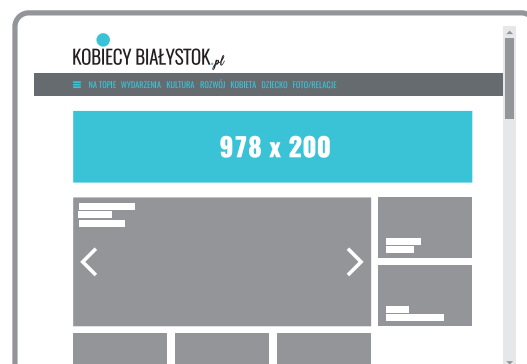 KOBIECY BIAŁYSTOK.pl
NA TOPIE WYDARZENIA KULTURA ROZWÓJ KOBIETA DZIECKO FOTO/RELACJE
978 x 200